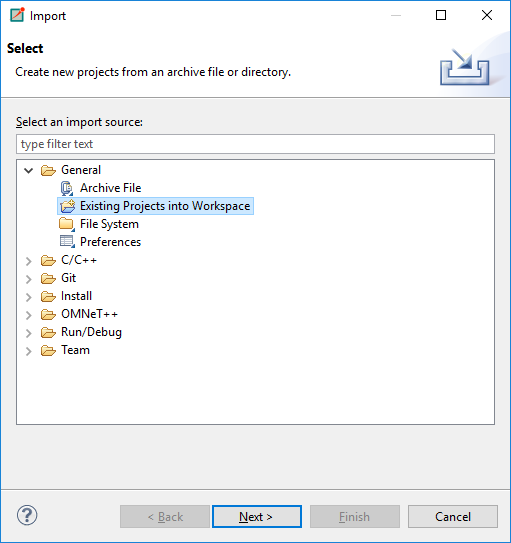 Import
Select
Create new projects from an archive file or directory.
Select an import source:
type filter text
General
Archive File
Existing Projects into Workspace
File System
Preferences
C/C++
Git
Install
OMNeT++
Run/Debug
Team
?
< Back
Next >
Finish
Cancel